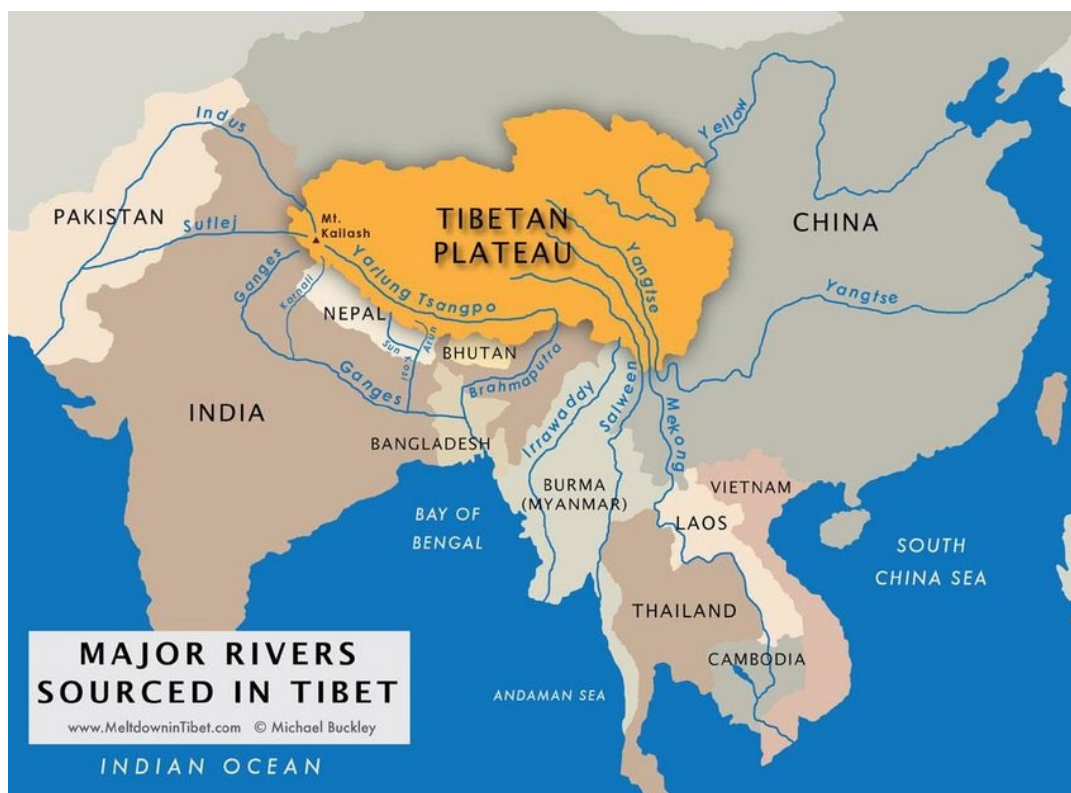 Indus
Yellow
PAKISTAN
Sutlej
Mt.
Kailash
TIBETAN
PLATEAU
CHINA
Ganges
Karnali
Yarlung Tsangpo
Yangtse
Yangtse
NEPAL
Sun Kosi
Arun
BHUTAN
Brahmaputra
Ganges
INDIA
BANGLADESH
Irrawaddy
Salween
Mekong
BURMA
(MYANMAR)
VIETNAM
LAOS
BAY OF
BENGAL
SOUTH
CHINA SEA
THAILAND
CAMBODIA
ANDAMAN SEA
MAJOR RIVERS
SOURCED IN TIBET
www.MeltdowninTibet.com © Michael Buckley
INDIAN OCEAN